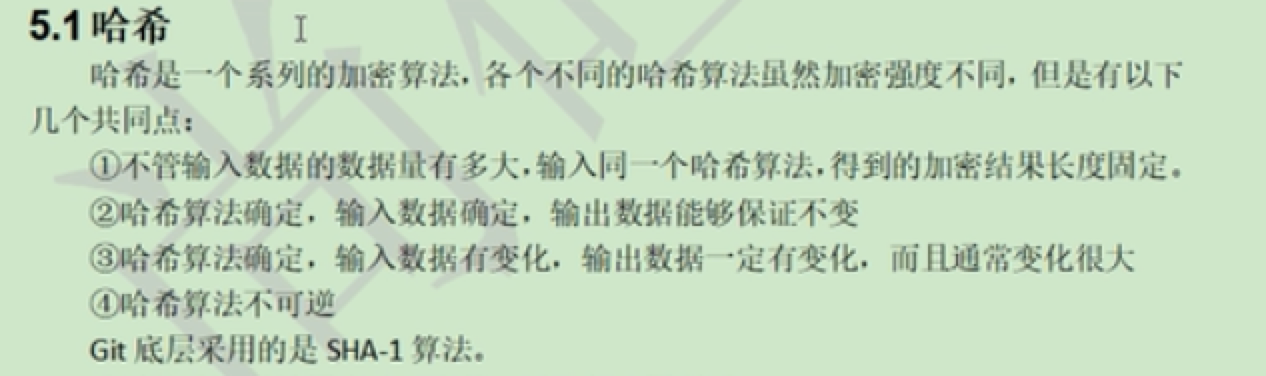 5.1 哈希
哈希是一个系列的加密算法，各个不同的哈希算法虽然加密强度不同，但是有以下
几个共同点：
①不管输入数据的数据量有多大，输入同一个哈希算法，得到的加密结果长度固定。
②哈希算法确定，输入数据确定，输出数据能够保证不变
③哈希算法确定，输入数据有变化，输出数据一定有变化，而且通常变化很大
④哈希算法不可逆
Git 底层采用的是 SHA-1 算法。